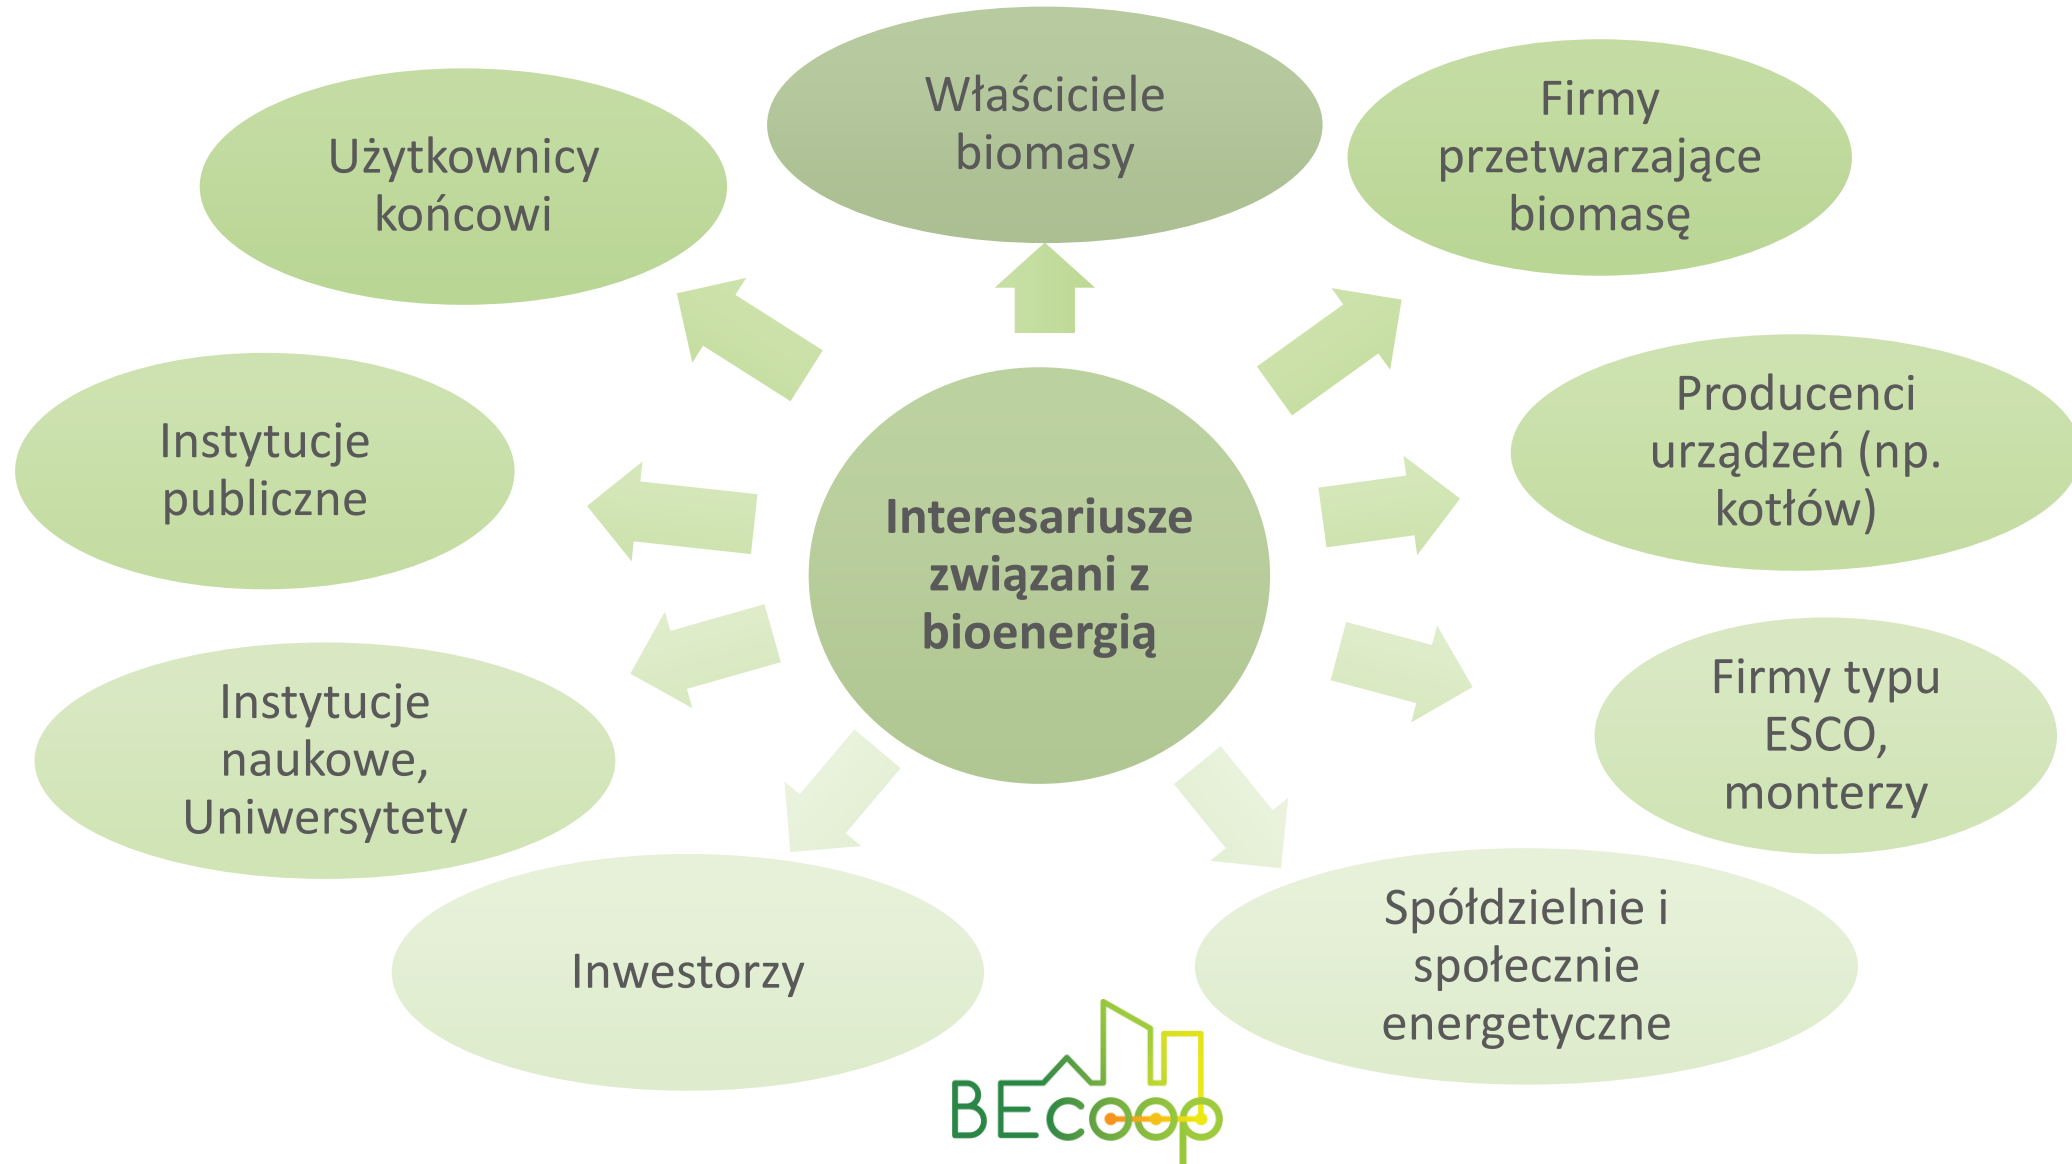 Właściciele
biomasy
Firmy
przetwarzające
biomasę
Producenci
urządzeń (np.
kotłów)
Firmy typu
ESCO,
monterzy
Spółdzielnie i
społecznie
energetyczne
Inwestorzy
Instytucje
naukowe,
Uniwersytety
Instytucje
publiczne
Użytkownicy
końcowi
Interesariusze
związani z
bioenergią
BECOOP